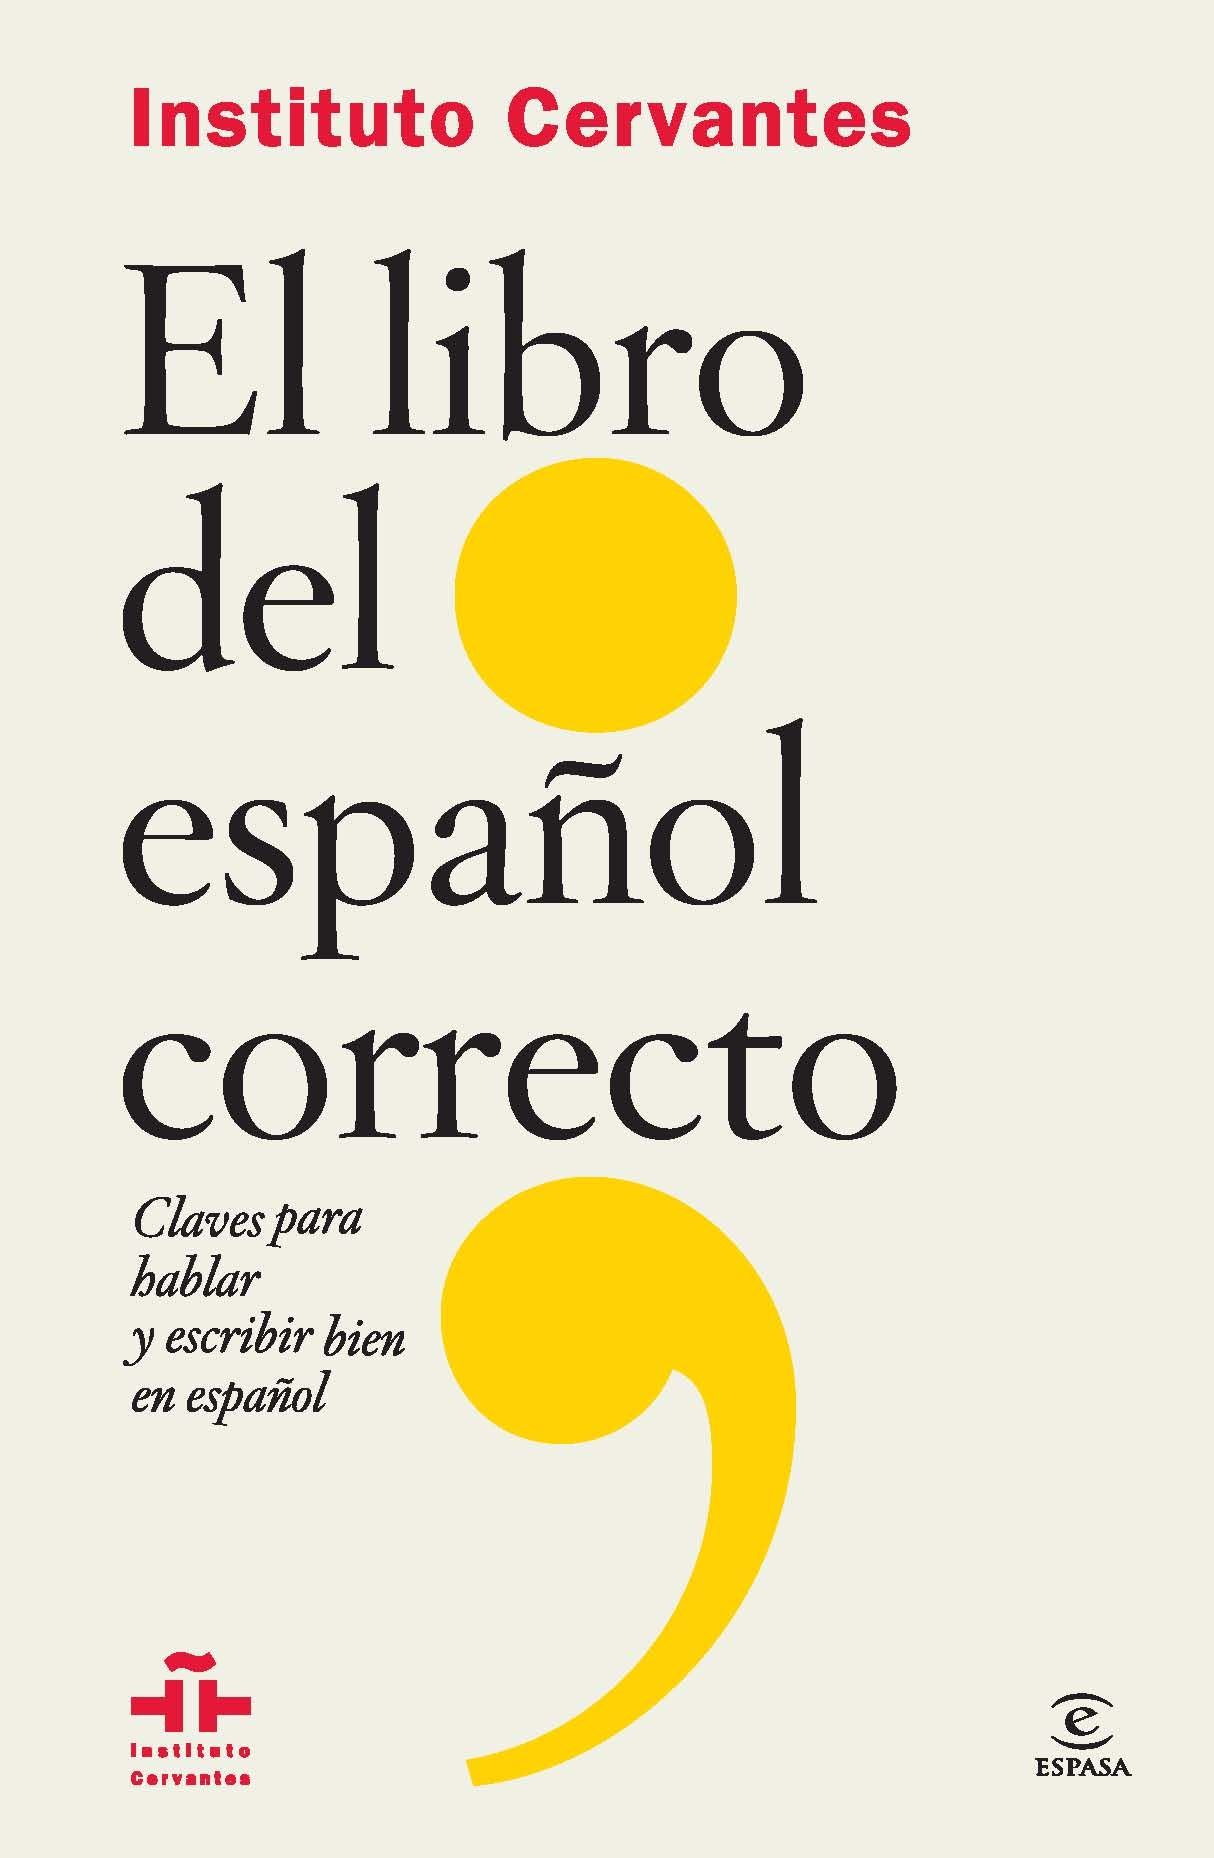 Instituto Cervantes
El libro
del
español
correcto
Claves para
hablar
y escribir bien
en español
Instituto
Cervantes
e
ESPASA